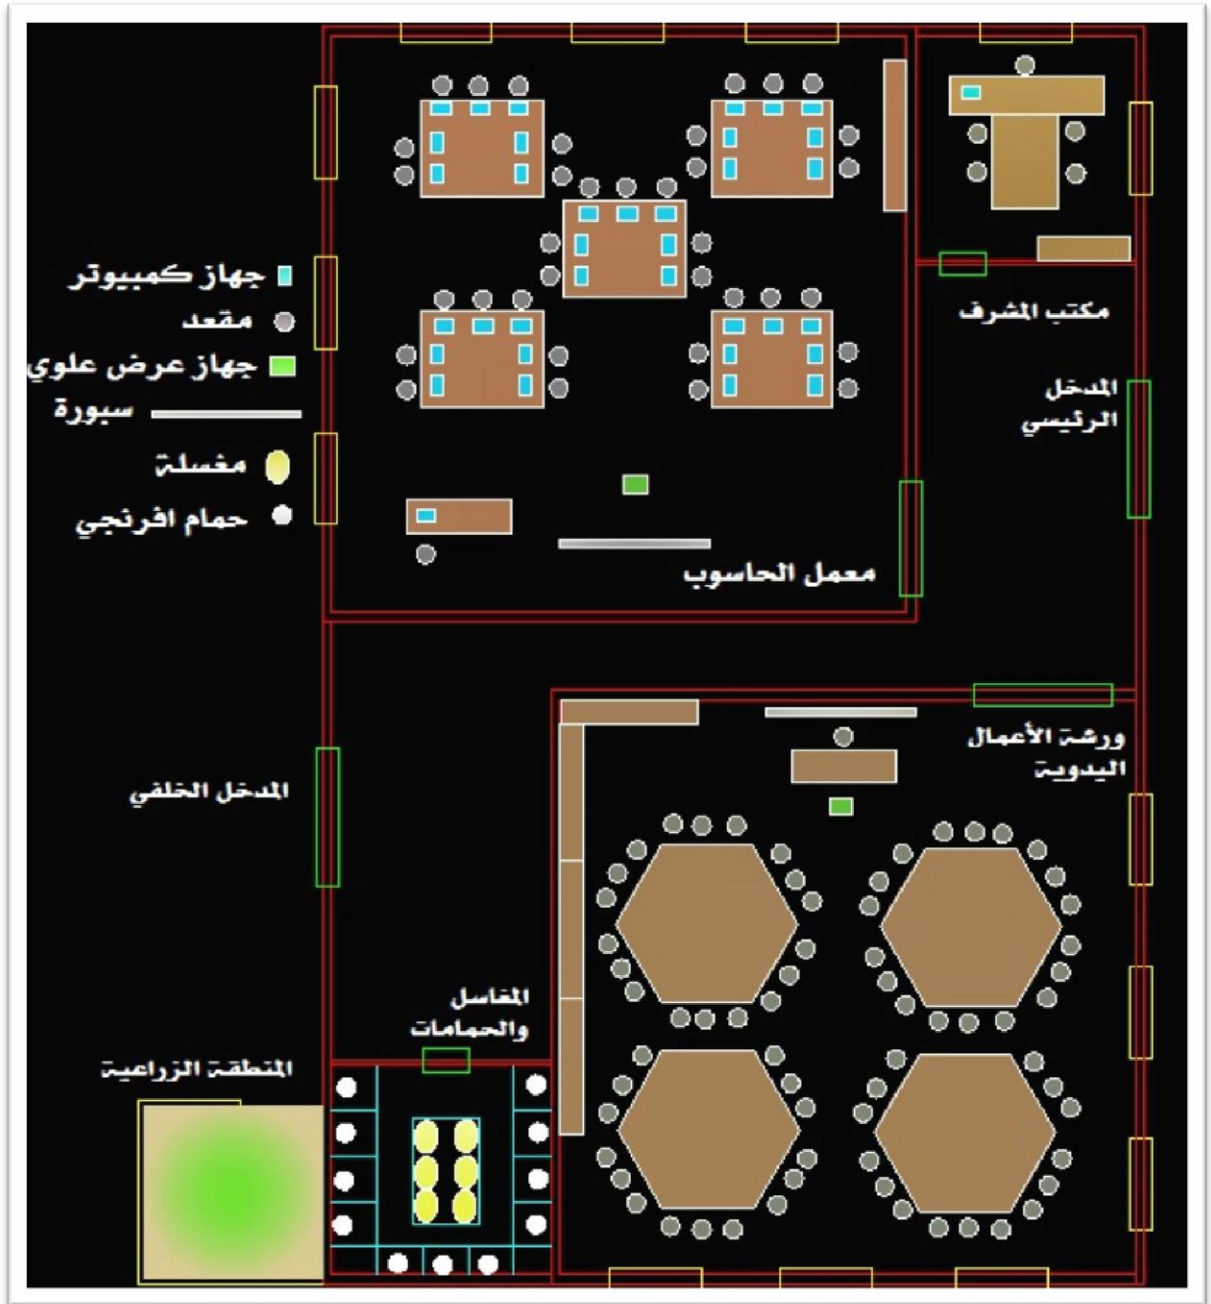 جهاز كمبيوتر
مقعد
جهاز عرض علوي
سبورة
مغسلة
حمام افرنجي
مكتب المشرف
المدخل
الرئيسي
معمل الحاسوب
ورشة الأعمال
اليدوية
المدخل الخلفي
المغاسل
والحمامات
المنطقة الزراعية